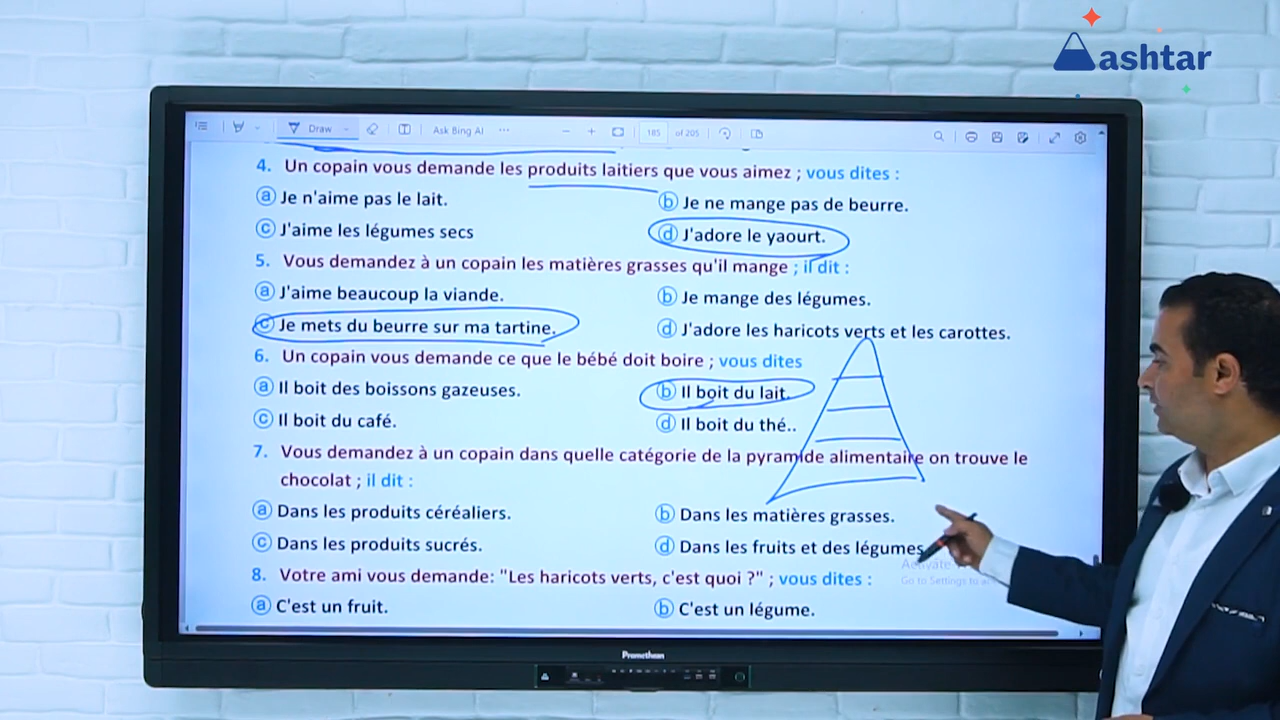 ashtar
Draw
Ask Bing AI
185 of 205
4. Un copain vous demande les produits laitiers que vous aimez ; vous dites :
a Je n'aime pas le lait.
b Je ne mange pas de beurre.
c J'aime les légumes secs
d J'adore le yaourt.
5. Vous demandez à un copain les matières grasses qu'il mange ; il dit :
a J'aime beaucoup la viande.
b Je mange des légumes.
c Je mets du beurre sur ma tartine.
d J'adore les haricots verts et les carottes.
6. Un copain vous demande ce que le bébé doit boire ; vous dites
a Il boit des boissons gazeuses.
b Il boit du lait.
c Il boit du café.
d Il boit du thé..
7. Vous demandez à un copain dans quelle catégorie de la pyramide alimentaire on trouve le
chocolat ; il dit :
a Dans les produits céréaliers.
b Dans les matières grasses.
c Dans les produits sucrés.
d Dans les fruits et des légumes
8. Votre ami vous demande: "Les haricots verts, c'est quoi ?" ; vous dites :
a C'est un fruit.
b C'est un légume.
Go to Settings to
Promethean